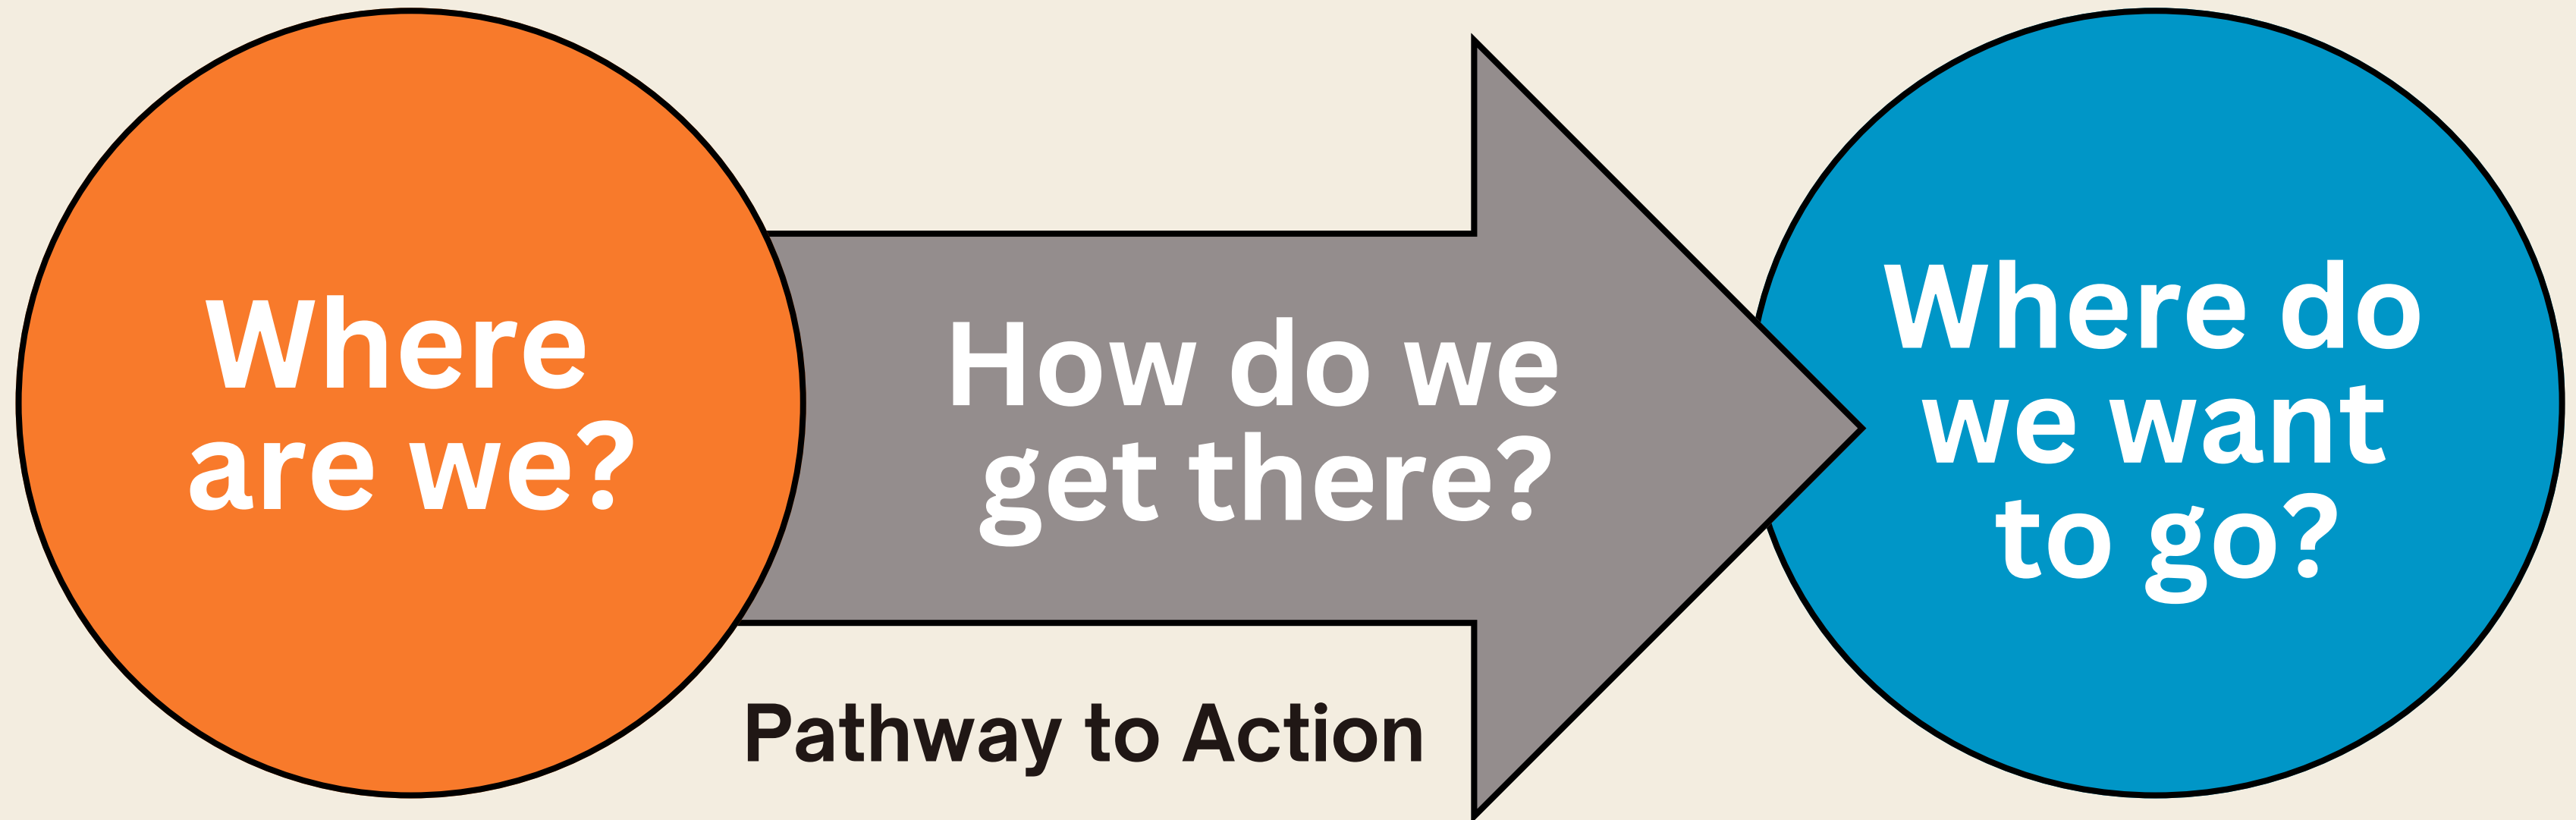 Where
are we?
How do we
get there?
Where do
we want
to go?
Pathway to Action